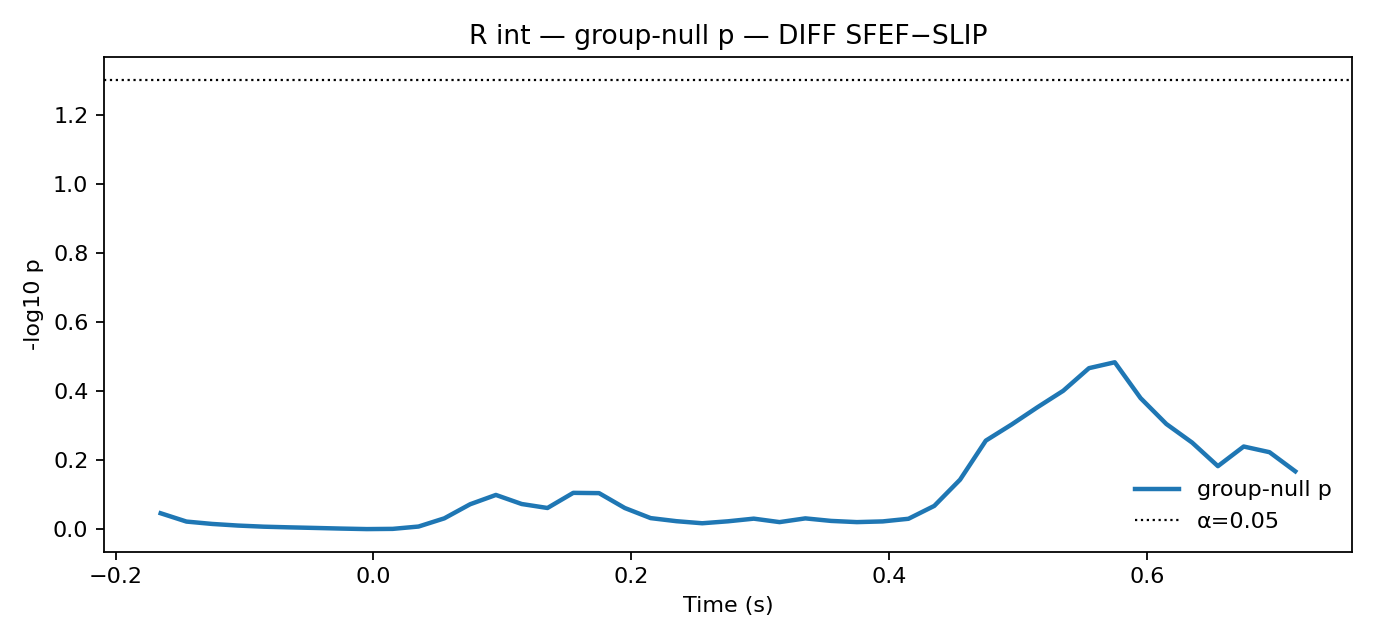 R int — group-null p — DIFF SFEF−SLIP
-log10 p
1.2
1.0
0.8
0.6
0.4
0.2
0.0
−0.2
0.0
0.2
0.4
0.6
Time (s)
group-null p
α=0.05